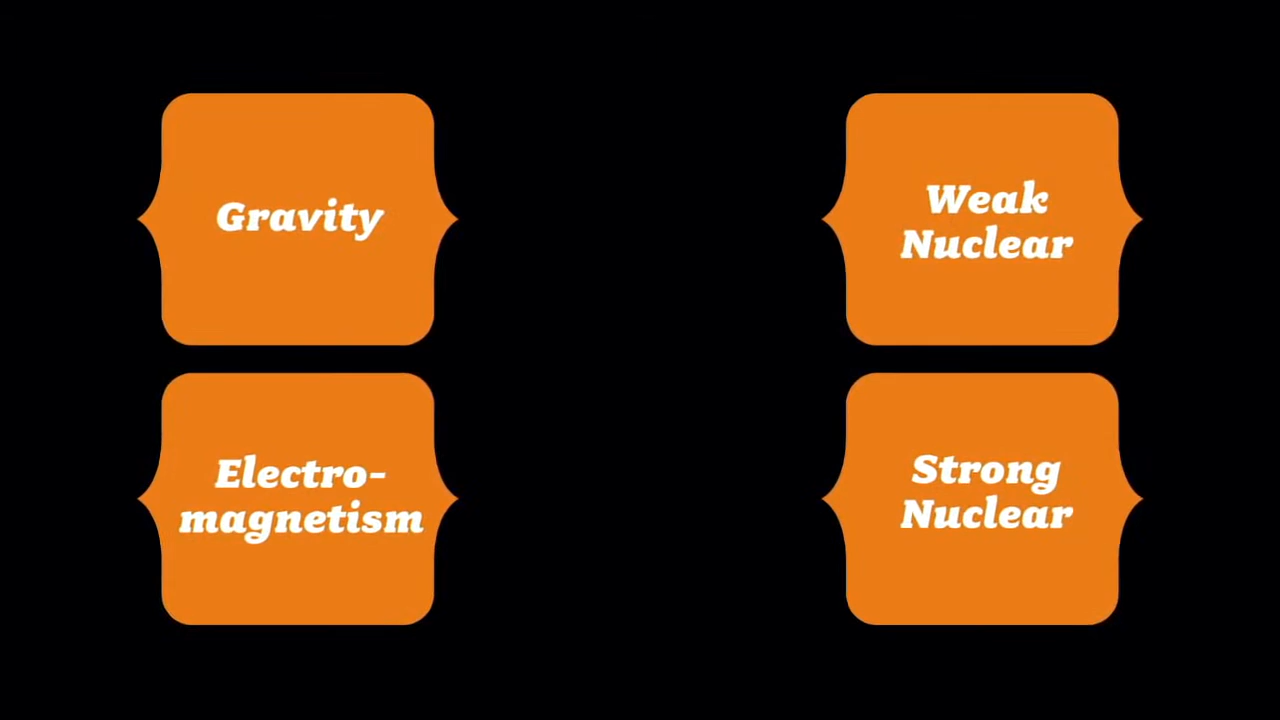 Gravity
Weak
Nuclear
Electro-
magnetism
Strong
Nuclear